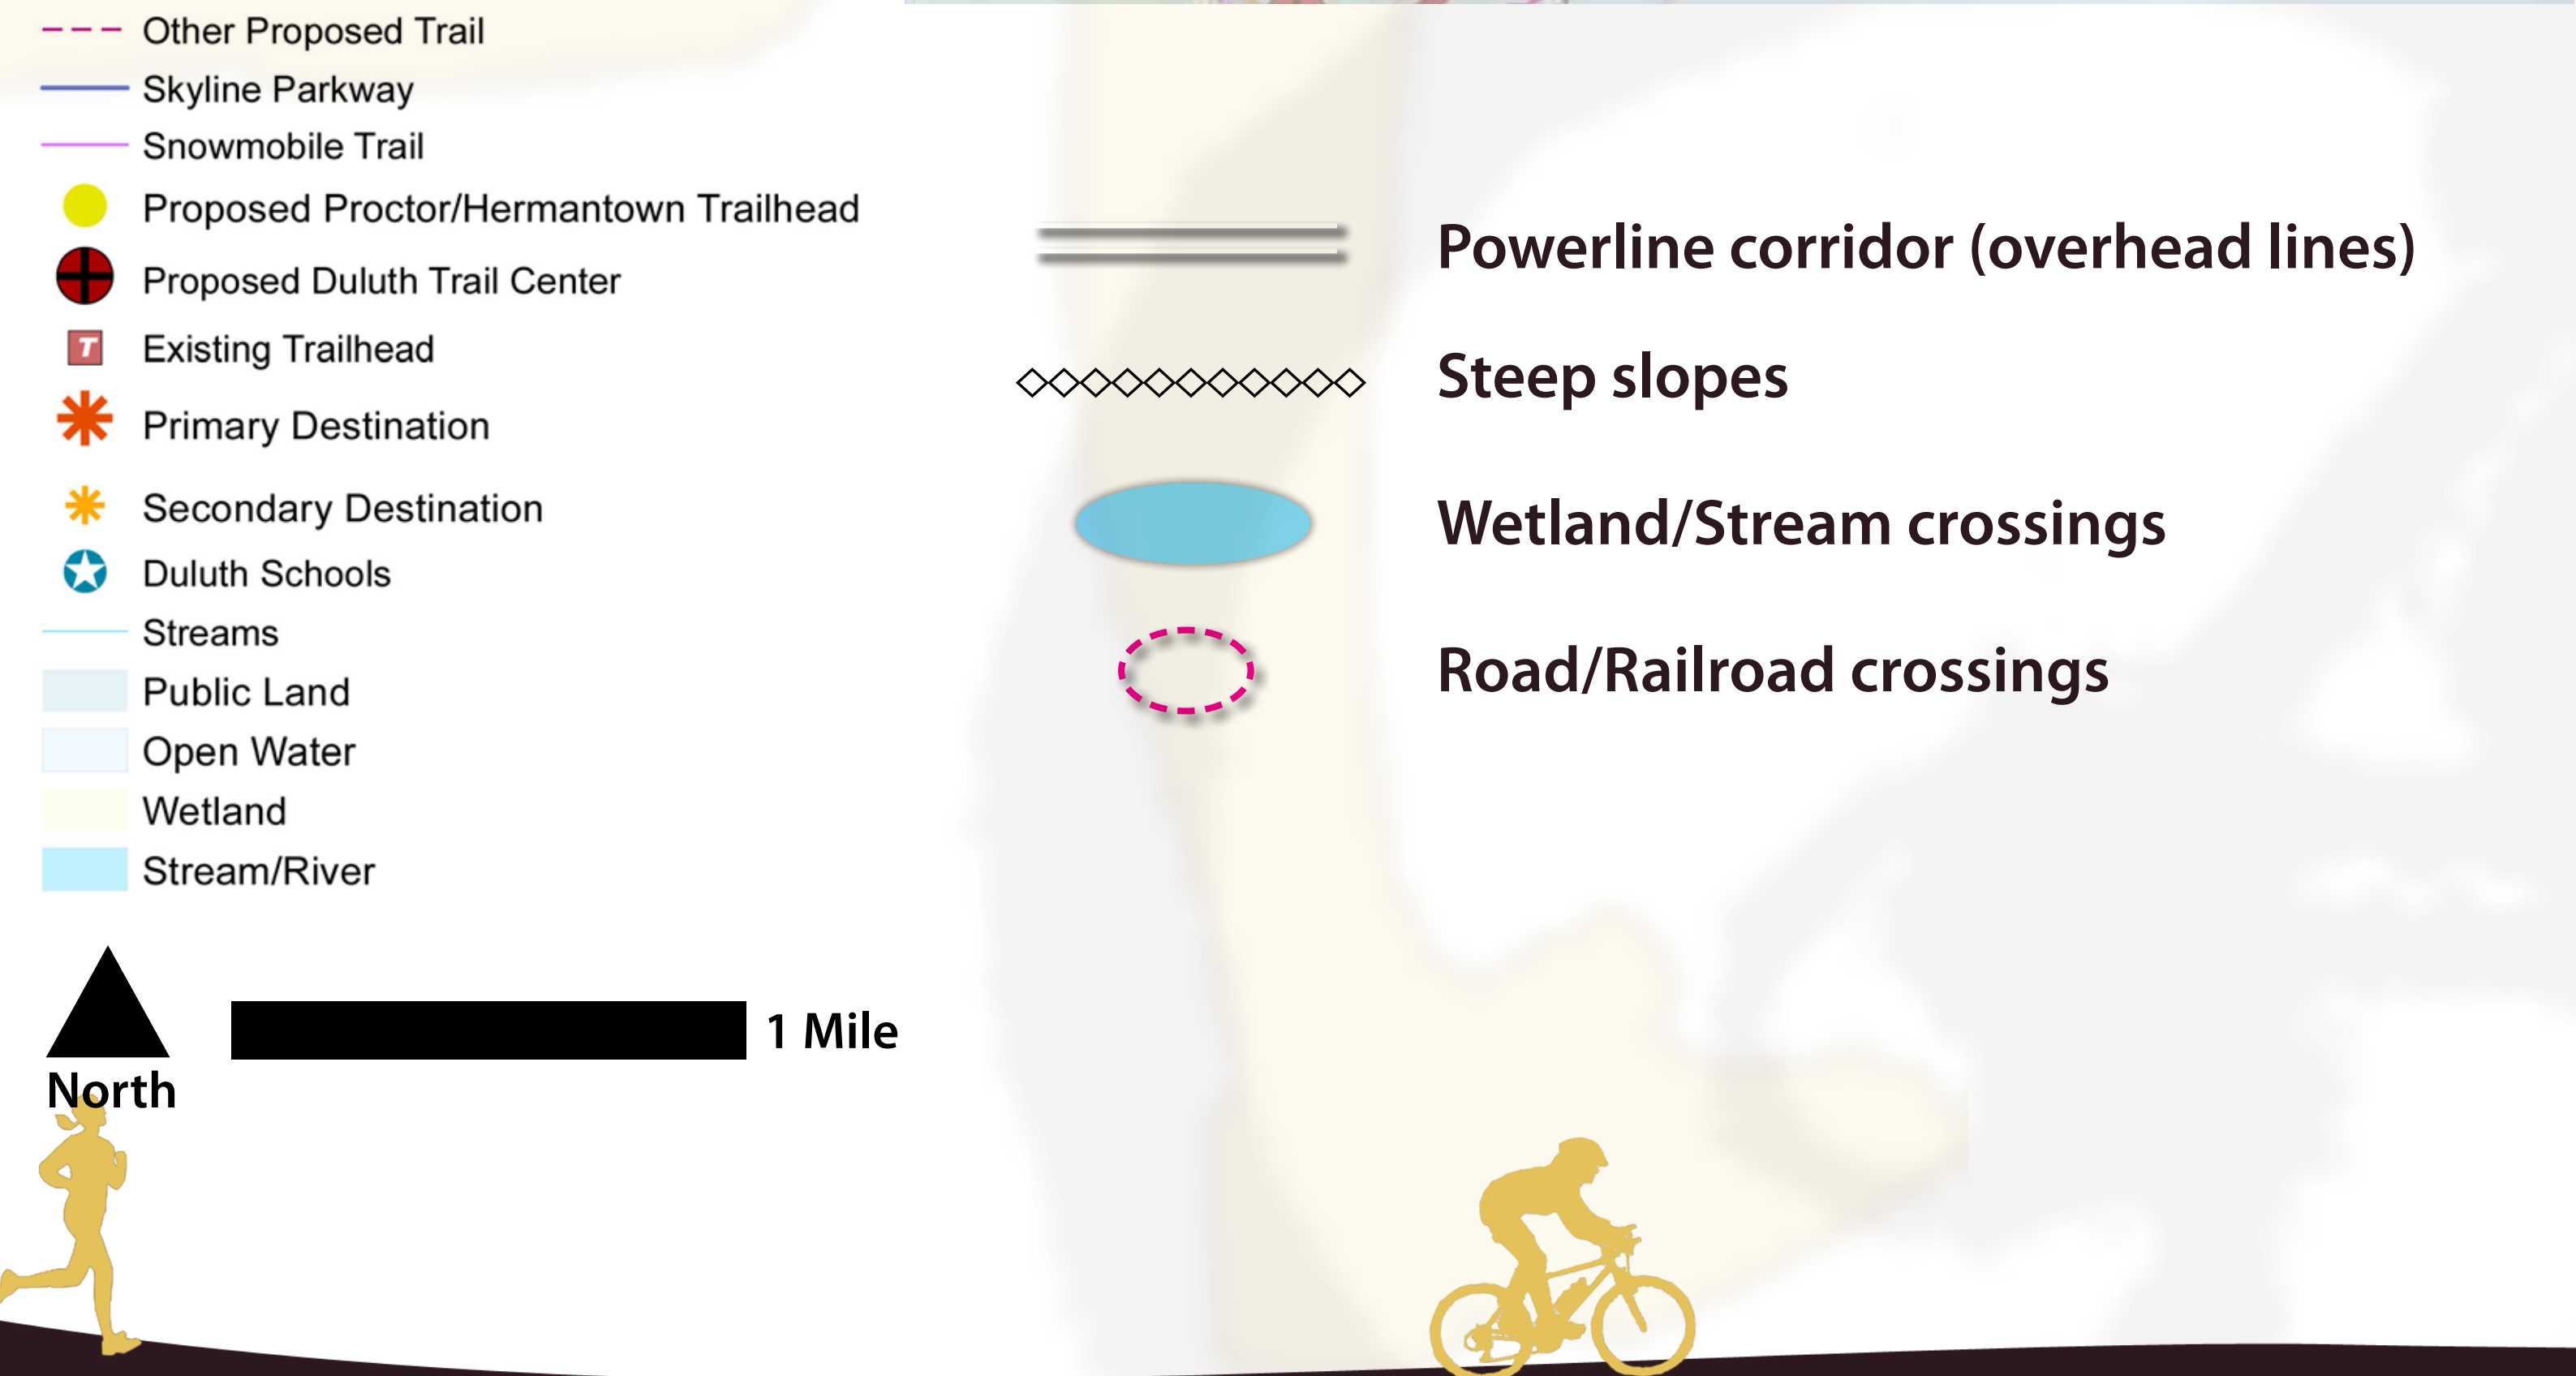 Other Proposed Trail
Skyline Parkway
Snowmobile Trail
Proposed Proctor/Hermantown Trailhead
Proposed Duluth Trail Center
T
Existing Trailhead
Primary Destination
Secondary Destination
Duluth Schools
Streams
Public Land
Open Water
Wetland
Stream/River
1 Mile
North
Powerline corridor (overhead lines)
Steep slopes
Wetland/Stream crossings
Road/Railroad crossings